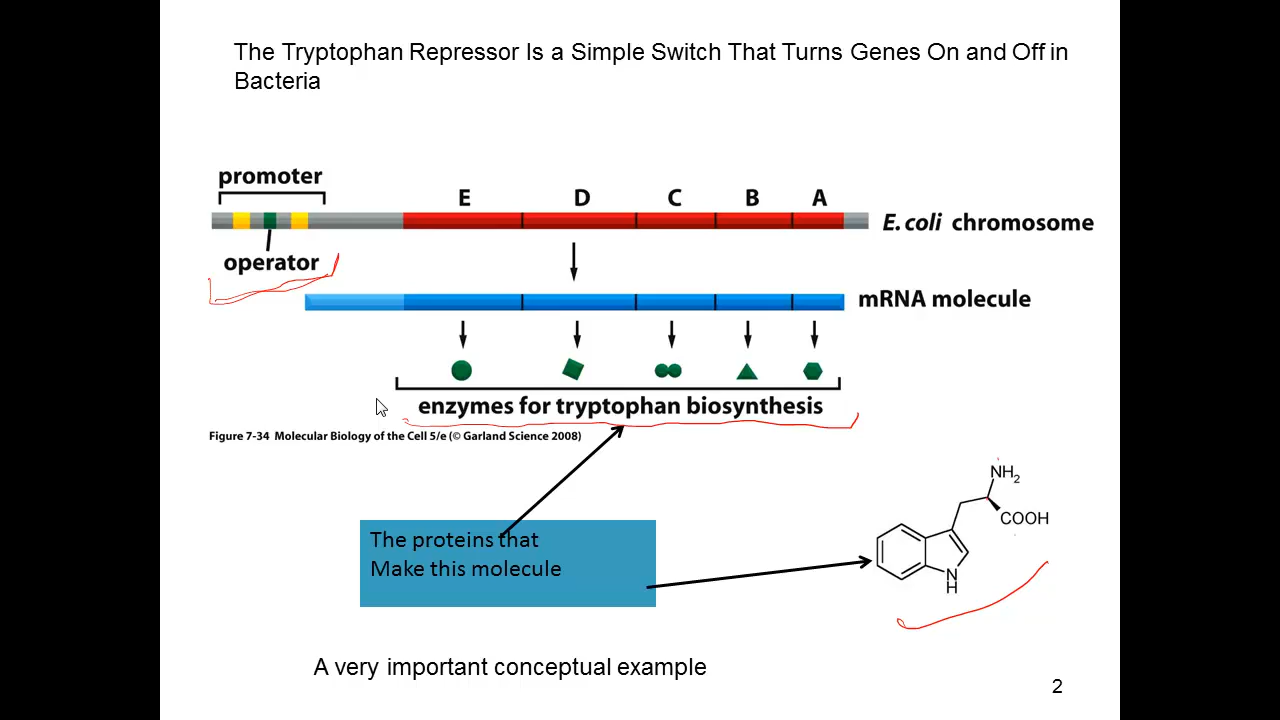 The Tryptophan Repressor Is a Simple Switch That Turns Genes On and Off in
Bacteria
promoter
E D C B A
E. coli chromosome
operator
mRNA molecule
enzymes for tryptophan biosynthesis
Figure 7-34 Molecular Biology of the Cell 5/e (© Garland Science 2008)
NH2
COOH
N
H
The proteins that
Make this molecule
A very important conceptual example
2